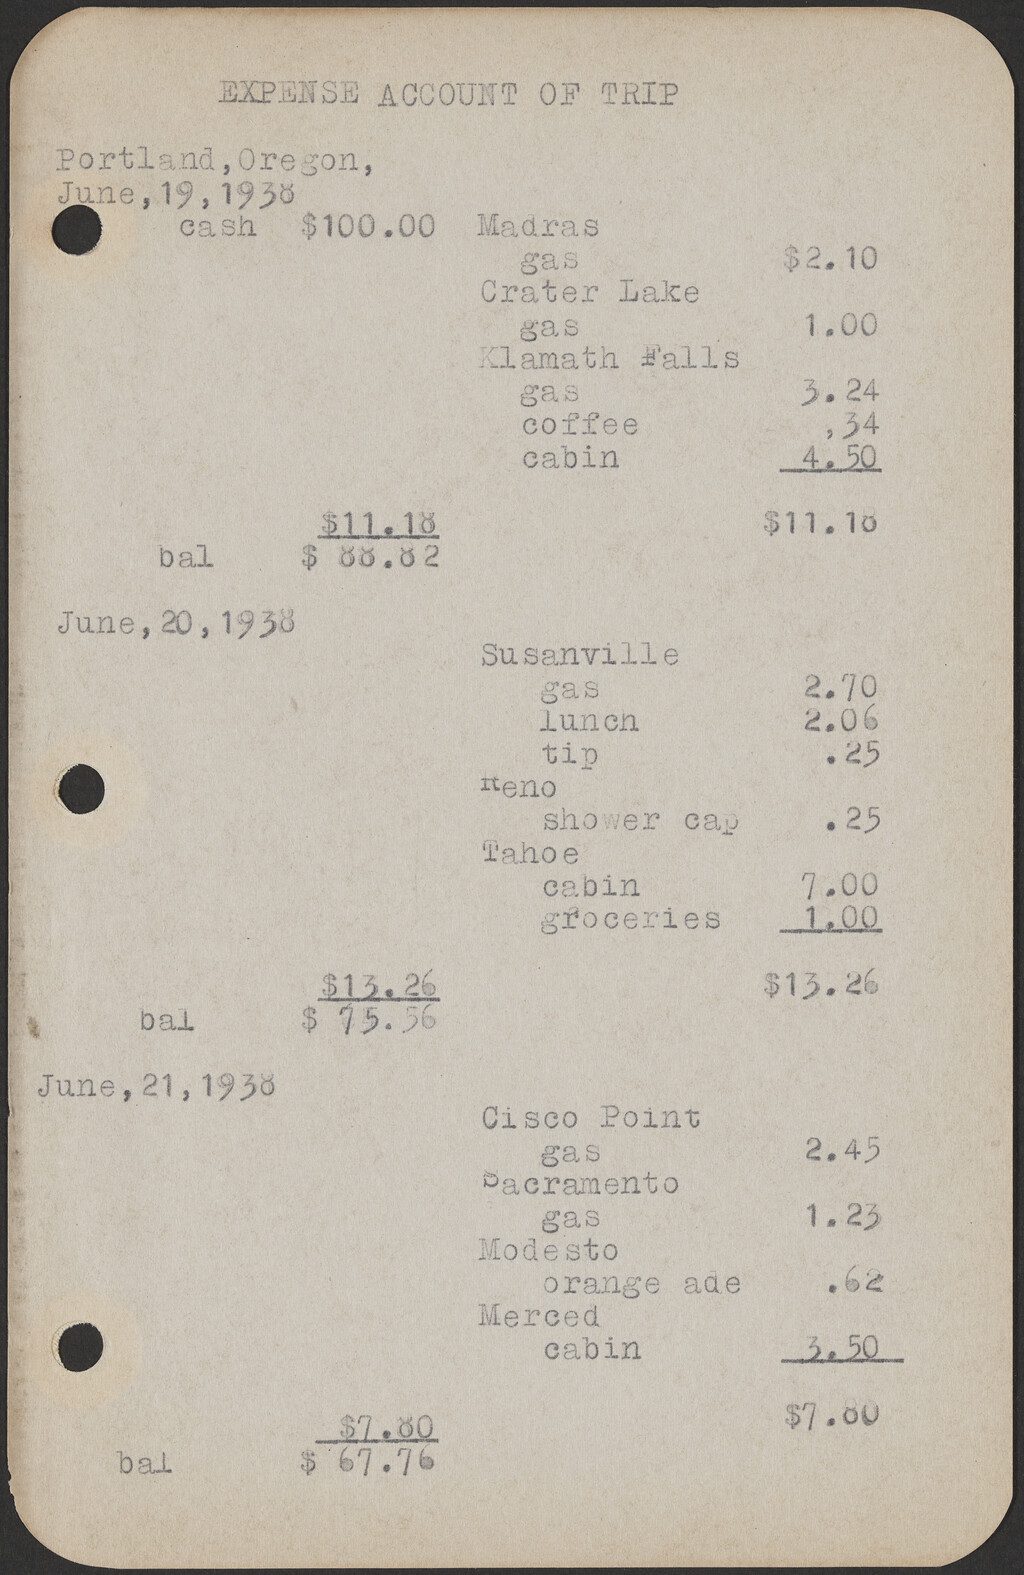 EXPENSE ACCOUNT OF TRIP
Portland,Oregon,
June,19,1938
cash $100.00 Madras
gas $2.10
Crater Lake
gas 1.00
Klamath Falls
gas 3.24
coffee ,34
cabin 4.50
$11.18 $11.18
bal $ 88.82
June,20,1938
Susanville
gas 2.70
lunch 2.06
tip .25
Reno
shower cap .25
Tahoe
cabin 7.00
groceries 1.00
$13.26 $13.26
bal $ 75.56
June,21,1938
Cisco Point
gas 2.45
Sacramento
gas 1.23
Modesto
orange ade .62
Merced
cabin 3.50
$7.80 $7.80
bal $ 67.76